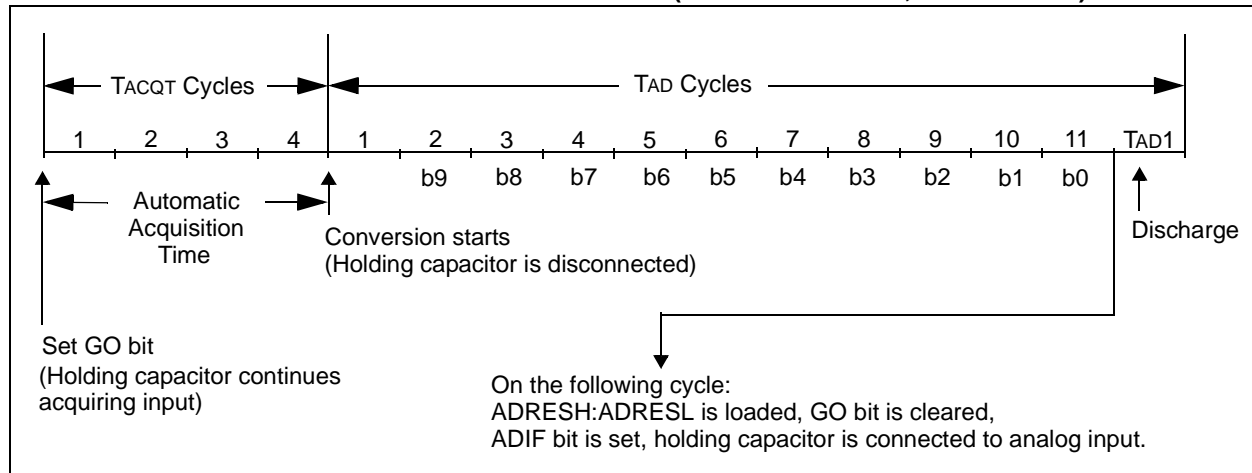 TACQT Cycles
TAD Cycles
1 2 3 4 1 2 3 4 5 6 7 8 9 10 11 TAD1
b9 b8 b7 b6 b5 b4 b3 b2 b1 b0
Automatic
Acquisition
Time
Conversion starts
(Holding capacitor is disconnected)
Discharge
Set GO bit
(Holding capacitor continues
acquiring input)
On the following cycle:
ADRESH:ADRESL is loaded, GO bit is cleared,
ADIF bit is set, holding capacitor is connected to analog input.